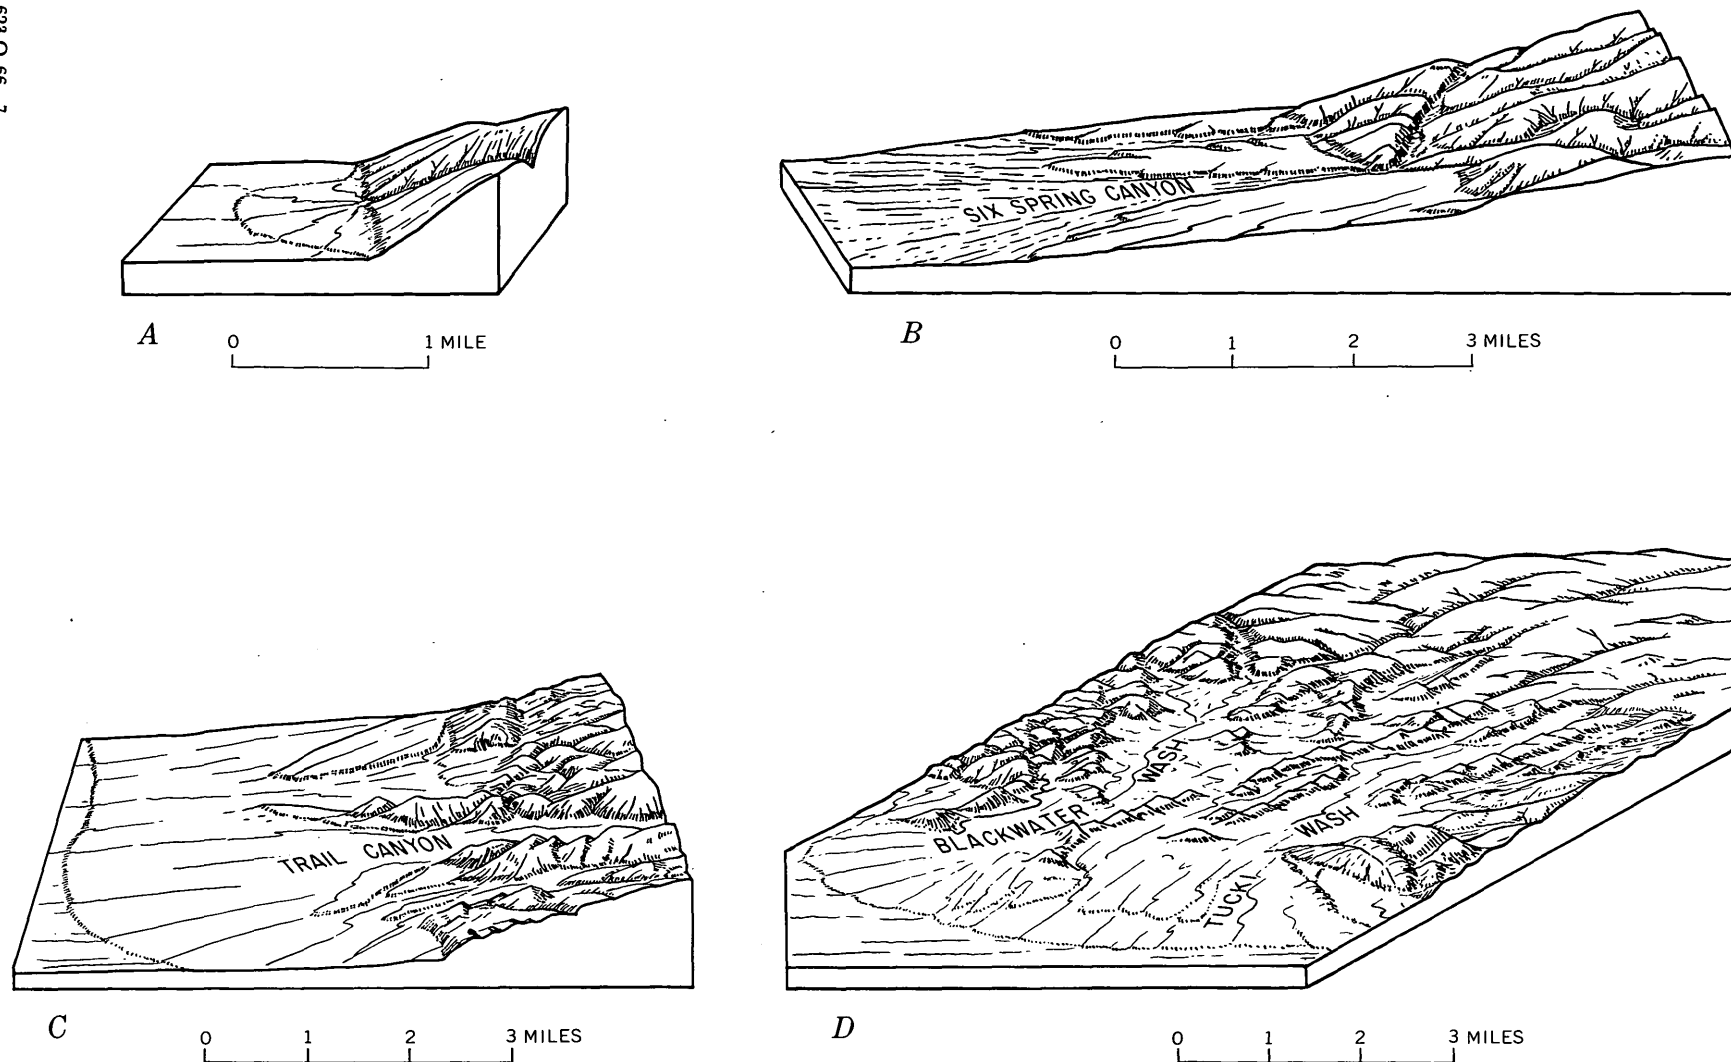 SIX SPRING CANYON
A
0 1 MILE
B
0 1 2 3 MILES
BLACKWATER WASH
TUCKI WASH
TRAIL CANYON
C
0 1 2 3 MILES
D
0 1 2 3 MILES